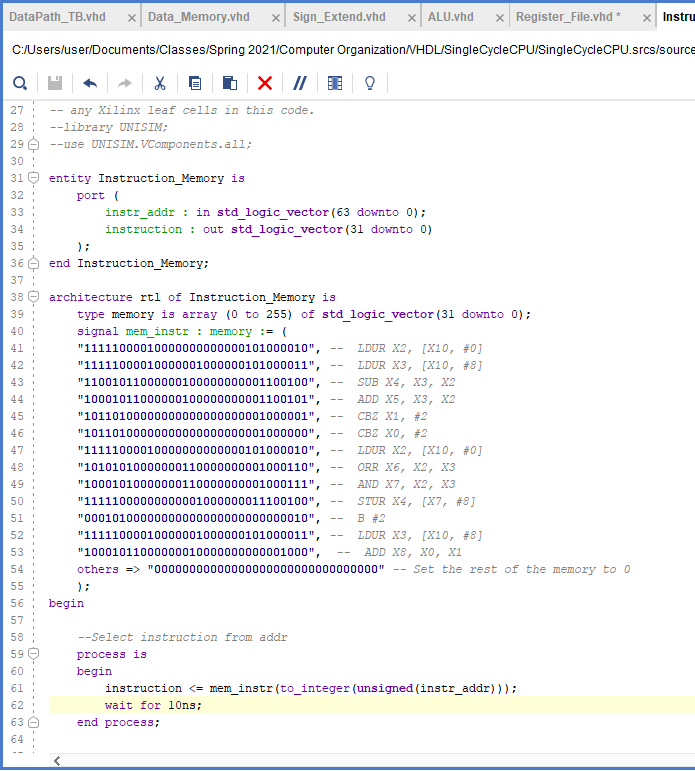 DataPath_TB.vhd × Data_Memory.vhd × Sign_Extend.vhd × ALU.vhd × Register_File.vhd * × Instru
C:/Users/user/Documents/Classes/Spring 2021/Computer Organization/VHDL/SingleCycleCPU/SingleCycleCPU.srcs/source
27 -- any Xilinx leaf cells in this code.
28 --library UNISIM;
29 --use UNISIM.VComponents.all;
30
31 entity Instruction_Memory is
32 port (
33 instr_addr : in std_logic_vector(63 downto 0);
34 instruction : out std_logic_vector(31 downto 0)
35 );
36 end Instruction_Memory;
37
38 architecture rtl of Instruction_Memory is
39 type memory is array (0 to 255) of std_logic_vector(31 downto 0);
40 signal mem_instr : memory := (
41 "11111000010000000000000101000010", -- LDUR X2, [X10, #0]
42 "11111000010000001000000101000011", -- LDUR X3, [X10, #8]
43 "11001011000000100000000001100100", -- SUB X4, X3, X2
44 "10001011000000100000000001100101", -- ADD X5, X3, X2
45 "10110100000000000000000001000001", -- CBZ X1, #2
46 "10110100000000000000000001000000", -- CBZ X0, #2
47 "11111000010000000000000101000010", -- LDUR X2, [X10, #0]
48 "10101010000000110000000001000110", -- ORR X6, X2, X3
49 "10001010000000110000000001000111", -- AND X7, X2, X3
50 "11111000000000001000000011100100", -- STUR X4, [X7, #8]
51 "00010100000000000000000000000010", -- B #2
52 "11111000010000001000000101000011", -- LDUR X3, [X10, #8]
53 "10001011000000010000000000001000", -- ADD X8, X0, X1
54 others => "00000000000000000000000000000000" -- Set the rest of the memory to 0
55 );
56 begin
57
58 --Select instruction from addr
59 process is
60 begin
61 instruction <= mem_instr(to_integer(unsigned(instr_addr)));
62 wait for 10ns;
63 end process;
64